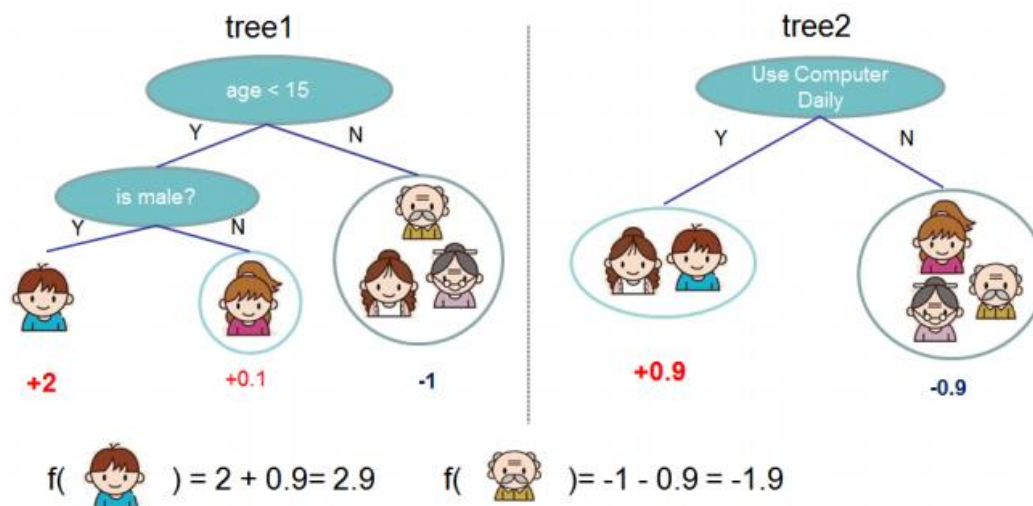 tree1
age < 15
Y
N
is male?
Y
N
+2
+0.1
-1
tree2
Use Computer
Daily
Y
N
+0.9
-0.9
f( ) = 2 + 0.9= 2.9
f( )= -1 - 0.9 = -1.9